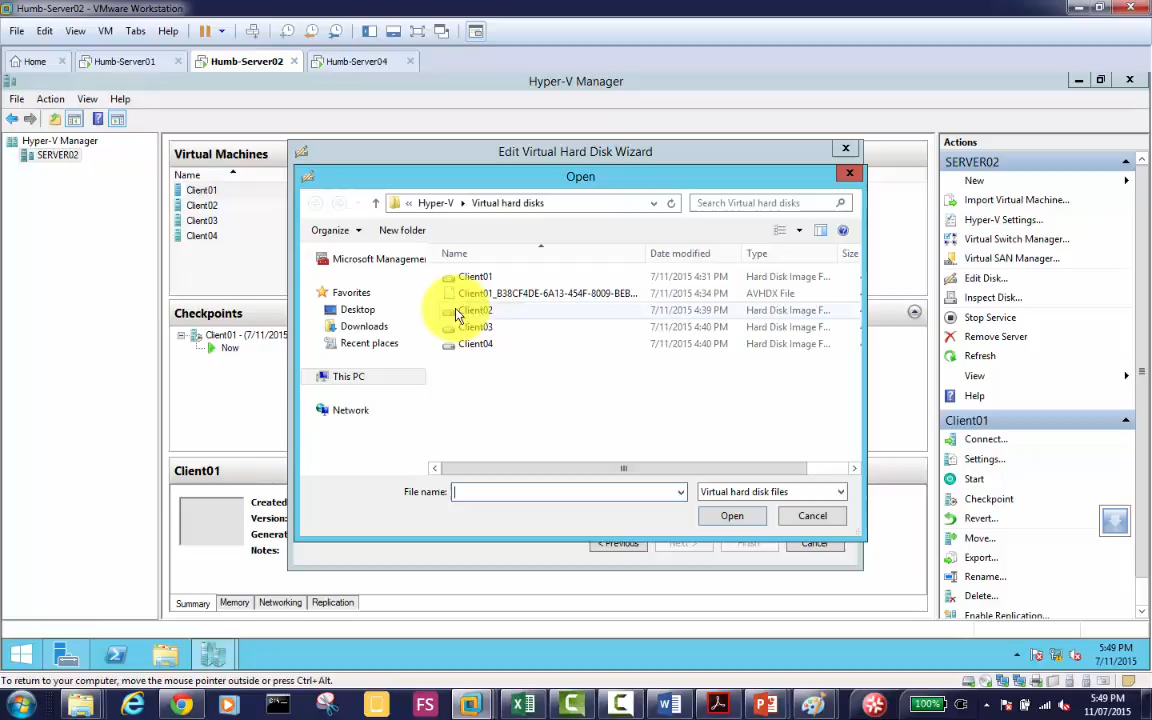 Humb-Server02 - VMware Workstation
File Edit View VM Tabs Help
Home Humb-Server01 Humb-Server02 Humb-Server04
Hyper-V Manager
File Action View Help
Hyper-V Manager
SERVER02
Virtual Machines
Name
Client01
Client02
Client03
Client04
Checkpoints
Client01 - (7/11/2015
Now
Client01
Created
Version:
Genera
Notes:
Summary Memory Networking Replication
Edit Virtual Hard Disk Wizard
Open
« Hyper-V Virtual hard disks
Search Virtual hard disks
Organize New folder
Microsoft Manageme
Favorites
Desktop
Downloads
Recent places
This PC
Network
Name Date modified Type Size
Client01 7/11/2015 4:31 PM Hard Disk Image F...
Client01_B38CF4DE-6A13-454F-8009-BEB... 7/11/2015 4:34 PM AVHDX File
Client02 7/11/2015 4:39 PM Hard Disk Image F...
Client03 7/11/2015 4:40 PM Hard Disk Image F...
Client04 7/11/2015 4:40 PM Hard Disk Image F...
File name: Virtual hard disk files
Open Cancel
< Previous Next > Finish Cancel
Actions
SERVER02
New
Import Virtual Machine...
Hyper-V Settings...
Virtual Switch Manager...
Virtual SAN Manager...
Edit Disk...
Inspect Disk...
Stop Service
Remove Server
Refresh
View
Help
Client01
Connect...
Settings...
Start
Checkpoint
Revert...
Move...
Export...
Rename...
Delete...
Enable Replication...
5:49 PM
7/11/2015
To return to your computer, move the mouse pointer outside or press Ctrl+Alt.
FS
100%
5:49 PM
11/07/2015